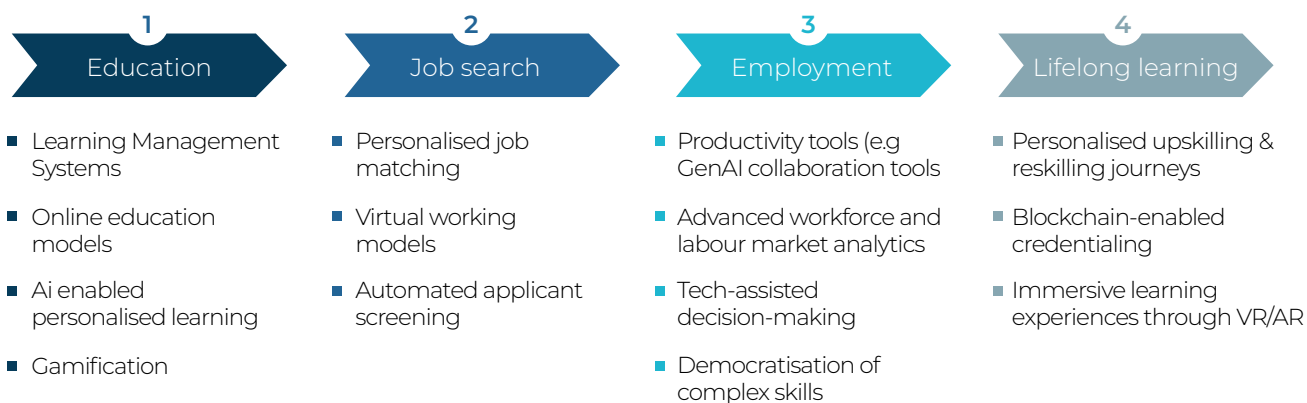 1
Education
Learning Management
Systems
Online education
models
Ai enabled
personalised learning
Gamification
2
Job search
Personalised job
matching
Virtual working
models
Automated applicant
screening
3
Employment
Productivity tools (e.g
GenAI collaboration tools
Advanced workforce and
labour market analytics
Tech-assisted
decision-making
Democratisation of
complex skills
4
Lifelong learning
Personalised upskilling &
reskilling journeys
Blockchain-enabled
credentialing
Immersive learning
experiences through VR/AR